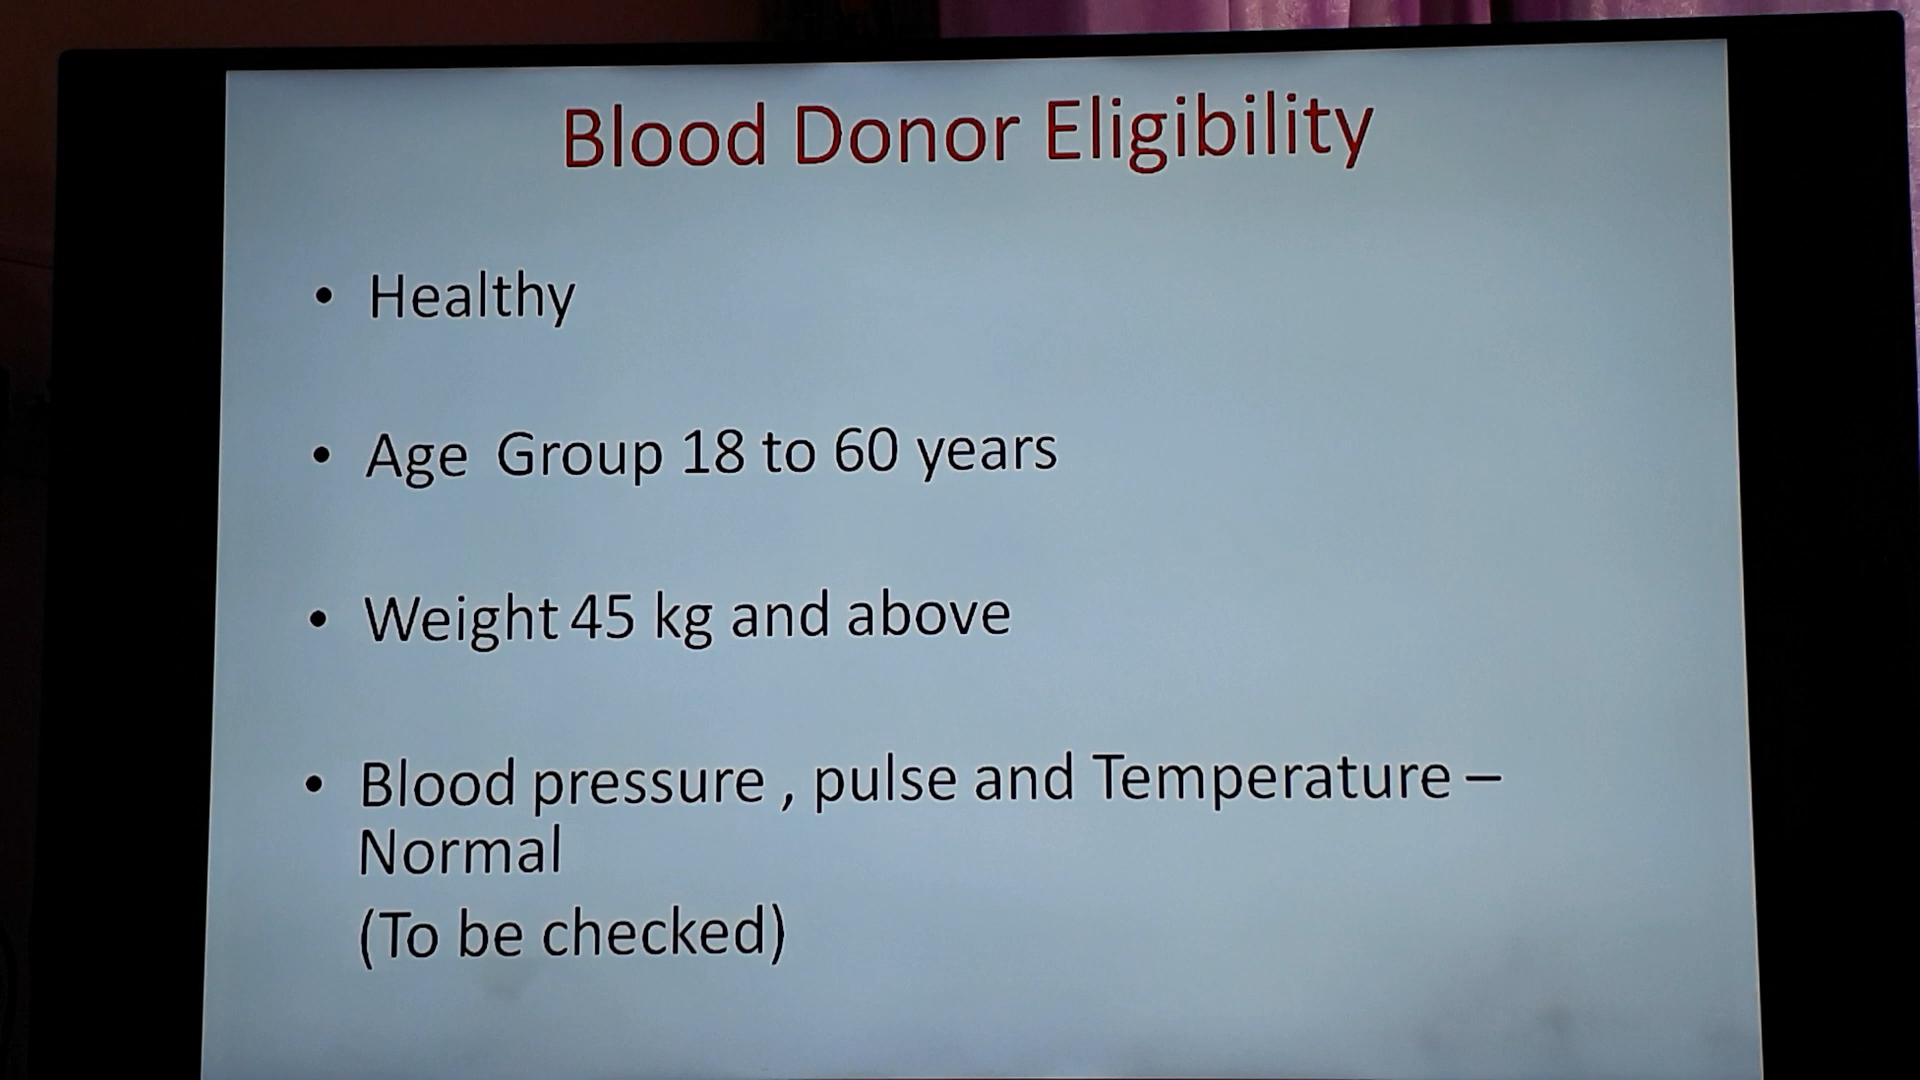 Blood Donor Eligibility
• Healthy
• Age Group 18 to 60 years
• Weight 45 kg and above
• Blood pressure , pulse and Temperature –
Normal
(To be checked)